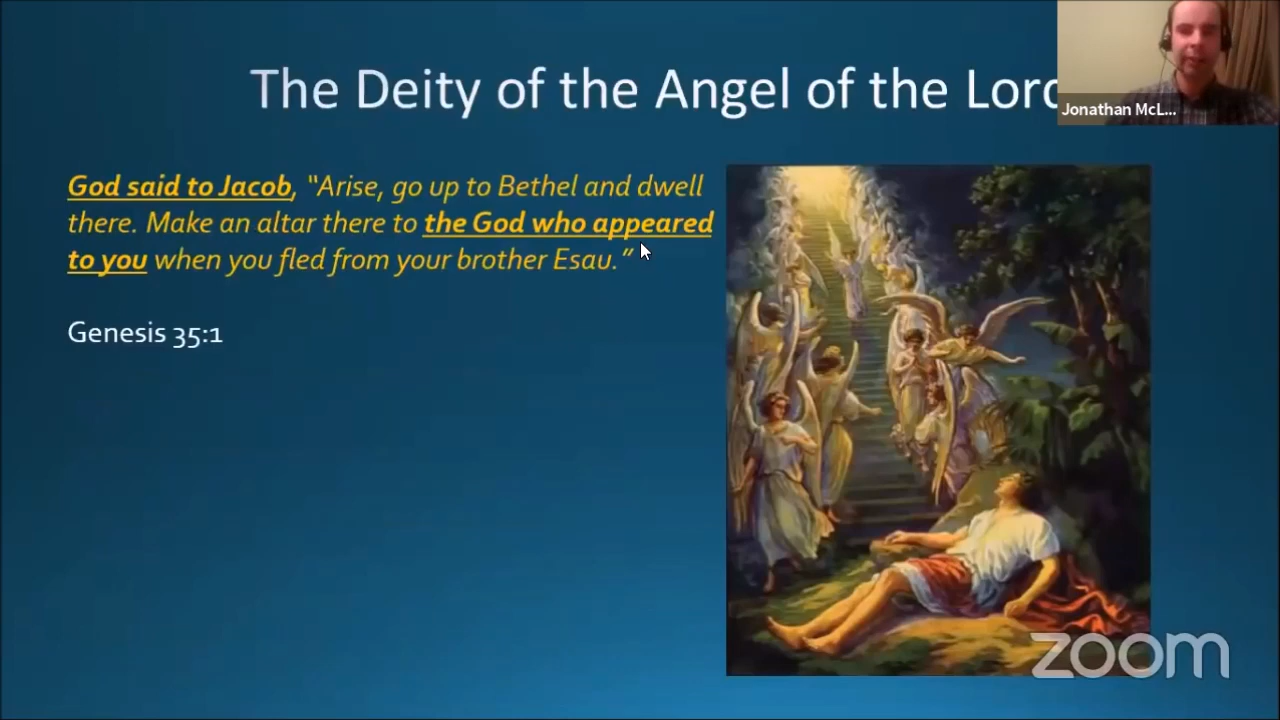 The Deity of the Angel of the Lord
Jonathan McL...
God said to Jacob, “Arise, go up to Bethel and dwell
there. Make an altar there to the God who appeared
to you when you fled from your brother Esau.”
Genesis 35:1
zoom